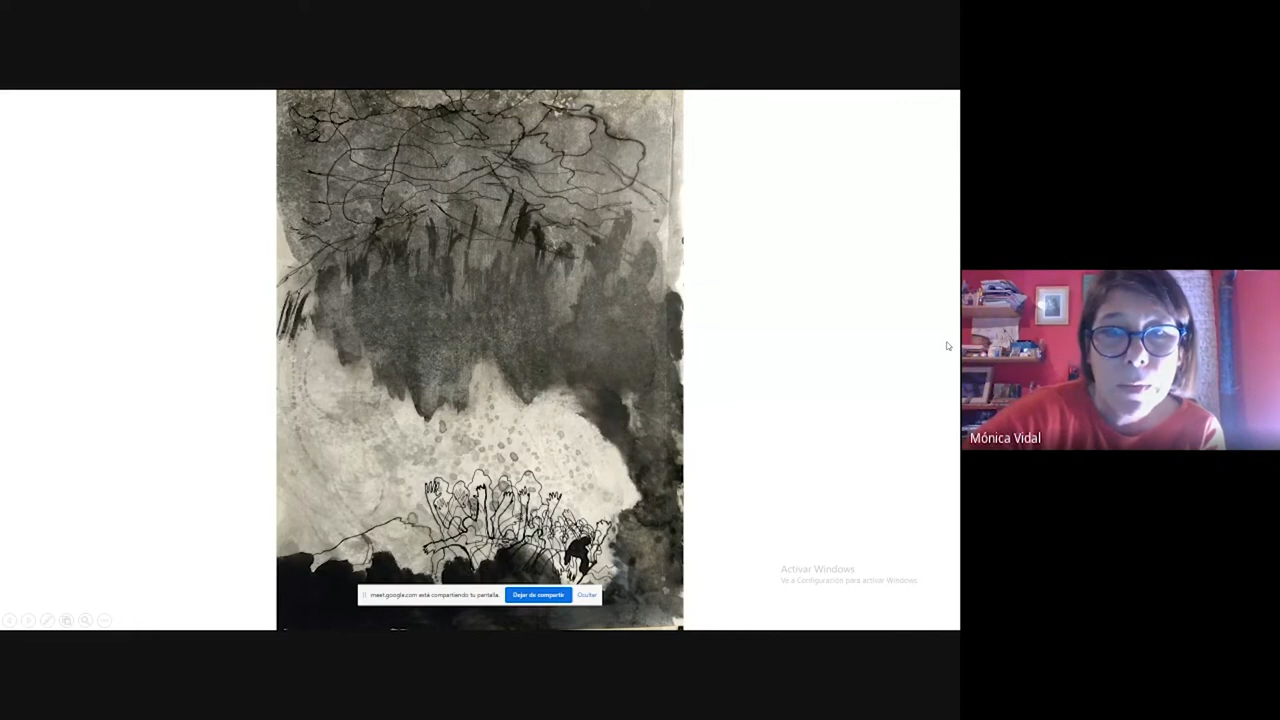 meet.google.com está compartiendo tu pantalla.
Dejar de compartir
Ocultar
Activar Windows
Ve a Configuración para activar Windows.
Mónica Vidal